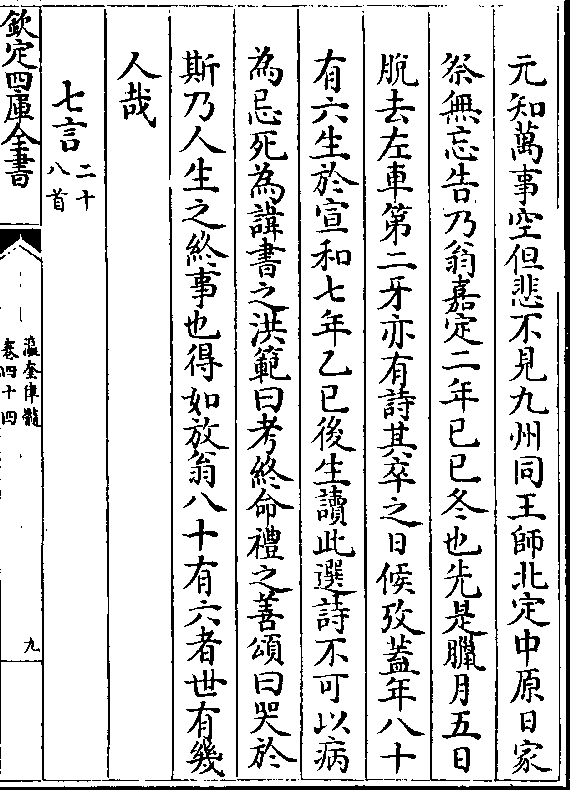 元知萬事空但悲不見九州同王師北定中原日家
祭無忘告乃翁嘉定二年己巳冬也先是臘月五日
脱去左車第二牙亦有詩其卒之日候攷蓋年八十
有六生於宣和七年乙巳後生讀此選詩不可以病
為忌死為諱書之洪範曰考終命禮之善頌曰哭於
斯乃人生之終事也得如放翁八十有六者世有幾
人哉
七言二十八首
欽定四庫全書
瀛奎律髓
卷四十四
九